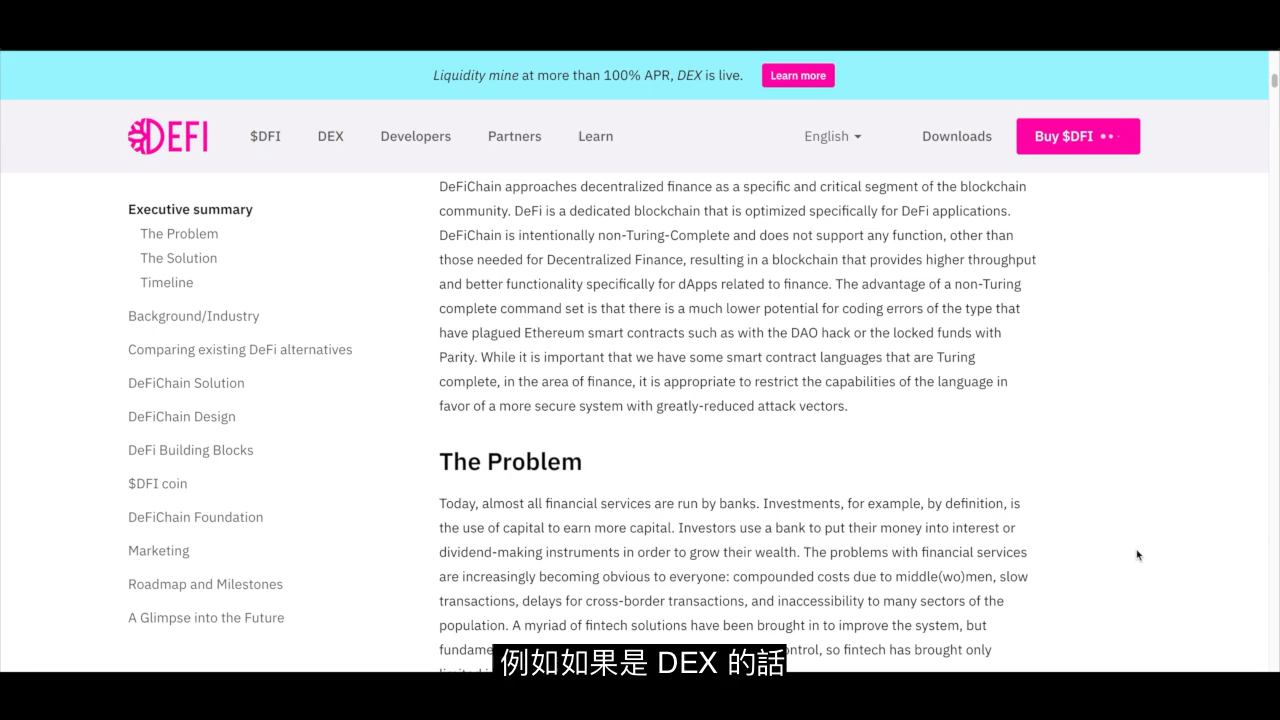 Liquidity mine at more than 100% APR, DEX is live.
Learn more
DEFI
$DFI
DEX
Developers
Partners
Learn
English
Downloads
Buy $DFI
Executive summary
The Problem
The Solution
Timeline
Background/Industry
Comparing existing DeFi alternatives
DeFiChain Solution
DeFiChain Design
DeFi Building Blocks
$DFI coin
DeFiChain Foundation
Marketing
Roadmap and Milestones
A Glimpse into the Future
DeFiChain approaches decentralized finance as a specific and critical segment of the blockchain
community. DeFi is a dedicated blockchain that is optimized specifically for DeFi applications.
DeFiChain is intentionally non-Turing-Complete and does not support any function, other than
those needed for Decentralized Finance, resulting in a blockchain that provides higher throughput
and better functionality specifically for dApps related to finance. The advantage of a non-Turing
complete command set is that there is a much lower potential for coding errors of the type that
have plagued Ethereum smart contracts such as with the DAO hack or the locked funds with
Parity. While it is important that we have some smart contract languages that are Turing
complete, in the area of finance, it is appropriate to restrict the capabilities of the language in
favor of a more secure system with greatly-reduced attack vectors.
The Problem
Today, almost all financial services are run by banks. Investments, for example, by definition, is
the use of capital to earn more capital. Investors use a bank to put their money into interest or
dividend-making instruments in order to grow their wealth. The problems with financial services
are increasingly becoming obvious to everyone: compounded costs due to middle(wo)men, slow
transactions, delays for cross-border transactions, and inaccessibility to many sectors of the
population. A myriad of fintech solutions have been brought in to improve the system, but
so fintech has brought only
例如如果是 DEX 的話